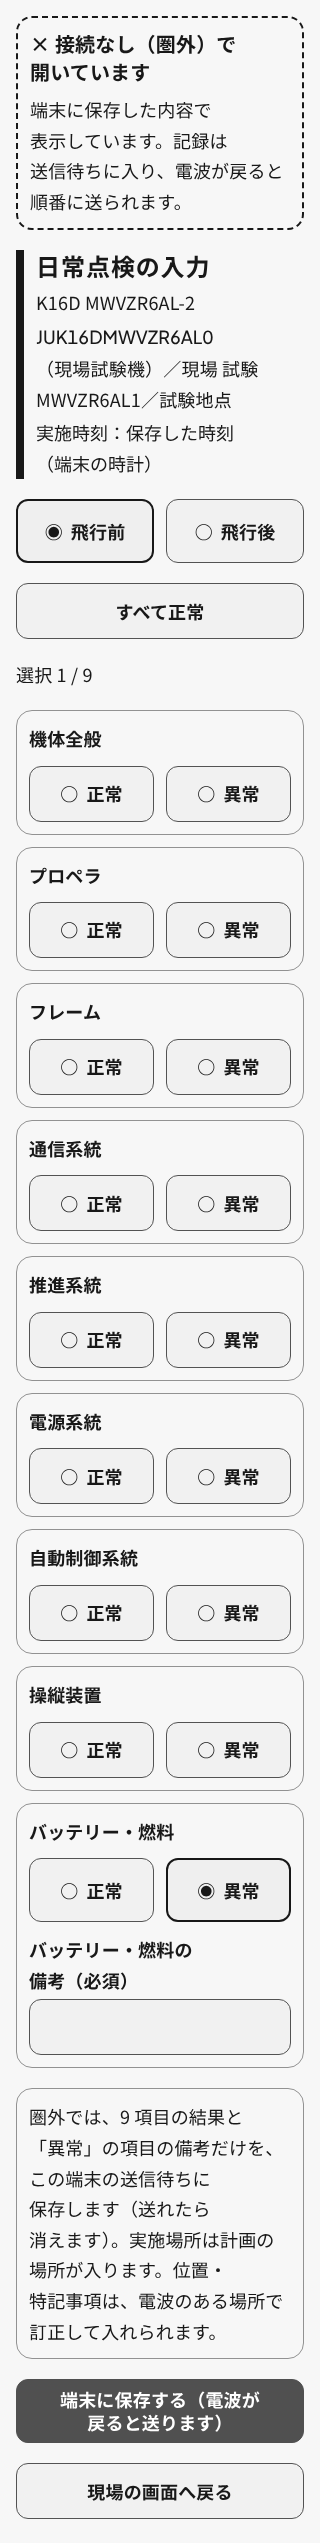 × 接続なし（圏外）で
開いています
端末に保存した内容で
表示しています。記録は
送信待ちに入り、電波が戻ると
順番に送られます。
日常点検の入力
K16D MWVZR6AL-2
JUK16DMWVZR6AL0
（現場試験機）／現場 試験
MWVZR6AL1／試験地点
実施時刻：保存した時刻
（端末の時計）
◉ 飛行前 ○ 飛行後
すべて正常
選択 1 / 9
機体全般
○ 正常 ○ 異常
プロペラ
○ 正常 ○ 異常
フレーム
○ 正常 ○ 異常
通信系統
○ 正常 ○ 異常
推進系統
○ 正常 ○ 異常
電源系統
○ 正常 ○ 異常
自動制御系統
○ 正常 ○ 異常
操縦装置
○ 正常 ○ 異常
バッテリー・燃料
○ 正常 ◉ 異常
バッテリー・燃料の
備考（必須）
圏外では、9 項目の結果と
「異常」の項目の備考だけを、
この端末の送信待ちに
保存します（送れたら
消えます）。実施場所は計画の
場所が入ります。位置・
特記事項は、電波のある場所で
訂正して入れられます。
端末に保存する（電波が
戻ると送ります）
現場の画面へ戻る